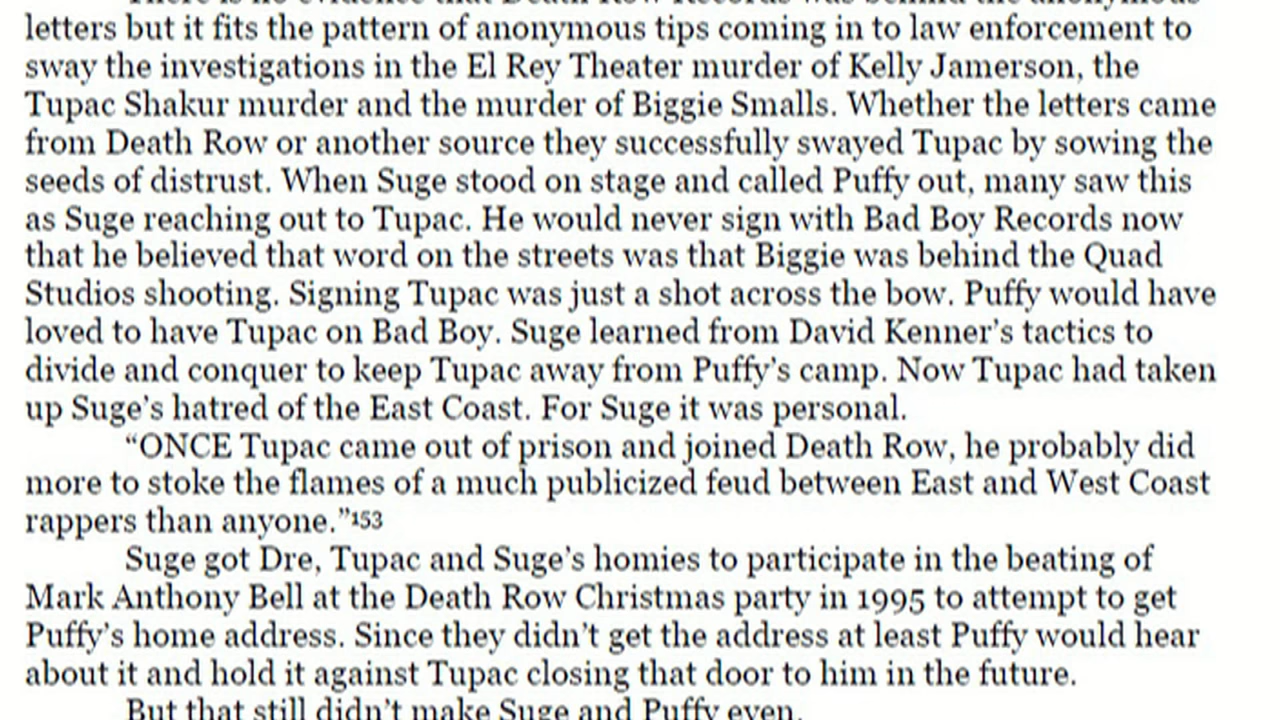 There is no evidence that Death Row Records was behind the anonymous
letters but it fits the pattern of anonymous tips coming in to law enforcement to
sway the investigations in the El Rey Theater murder of Kelly Jamerson, the
Tupac Shakur murder and the murder of Biggie Smalls. Whether the letters came
from Death Row or another source they successfully swayed Tupac by sowing the
seeds of distrust. When Suge stood on stage and called Puffy out, many saw this
as Suge reaching out to Tupac. He would never sign with Bad Boy Records now
that he believed that word on the streets was that Biggie was behind the Quad
Studios shooting. Signing Tupac was just a shot across the bow. Puffy would have
loved to have Tupac on Bad Boy. Suge learned from David Kenner’s tactics to
divide and conquer to keep Tupac away from Puffy’s camp. Now Tupac had taken
up Suge’s hatred of the East Coast. For Suge it was personal.
“ONCE Tupac came out of prison and joined Death Row, he probably did
more to stoke the flames of a much publicized feud between East and West Coast
rappers than anyone.”153
Suge got Dre, Tupac and Suge’s homies to participate in the beating of
Mark Anthony Bell at the Death Row Christmas party in 1995 to attempt to get
Puffy’s home address. Since they didn’t get the address at least Puffy would hear
about it and hold it against Tupac closing that door to him in the future.
But that still didn’t make Suge and Puffy even.